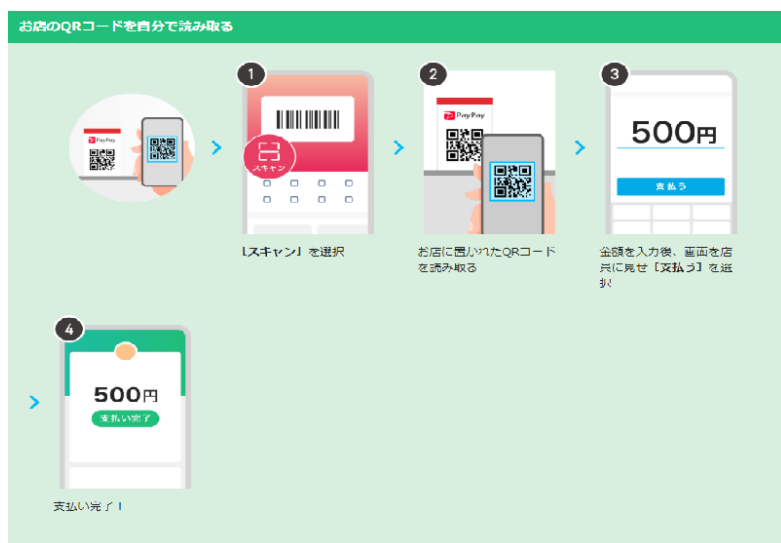 お店のQRコードを自分で読み取る
PayPay
1
スキャン
「スキャン」を選択
2
PayPay
お店に置かれたQRコード
を読み取る
3
500円
支払う
金額を入力後、画面を店
員に見せ「支払う」を選
択
4
500円
支払い完了
支払い完了！